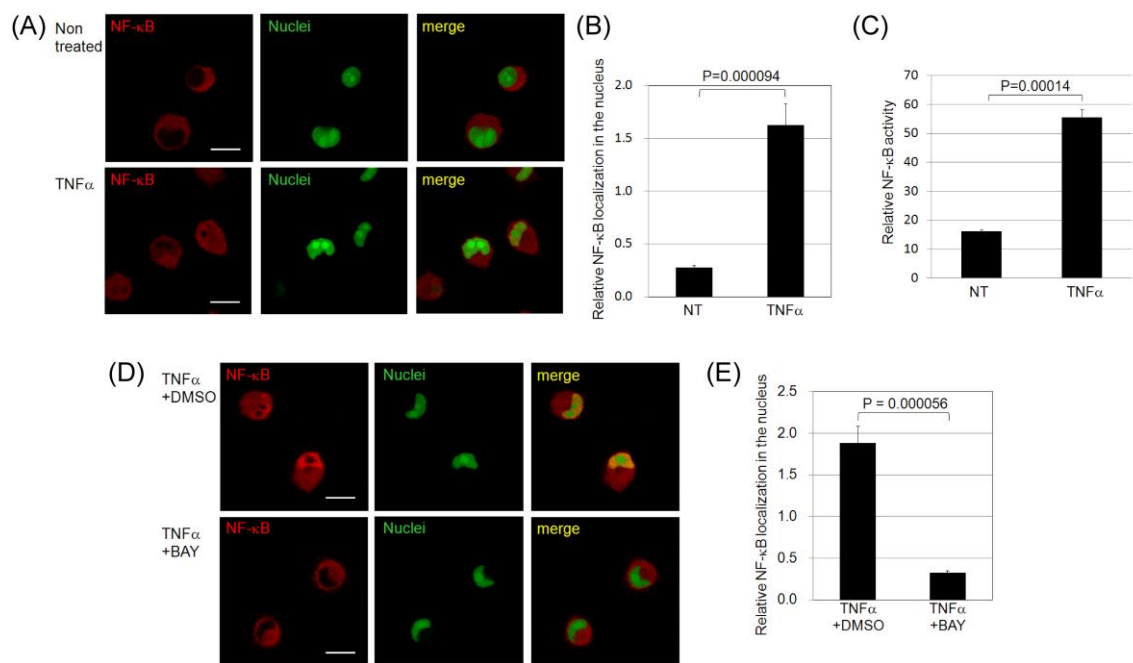 (A)
Non
treated
NF-κB
Nuclei
merge
TNFα
NF-κB
Nuclei
merge
(B)
Relative NF-κB localization in the nucleus
P=0.000094
2.0
1.5
1.0
0.5
0.0
NT
TNFα
(C)
Relative NF-κB activity
P=0.00014
70
60
50
40
30
20
10
0
NT
TNFα
(D)
TNFα
+DMSO
NF-κB
Nuclei
merge
TNFα
+BAY
NF-κB
Nuclei
merge
(E)
Relative NF-κB localization in the nucleus
P = 0.000056
2.5
2.0
1.5
1.0
0.5
0.0
TNFα
+DMSO
TNFα
+BAY